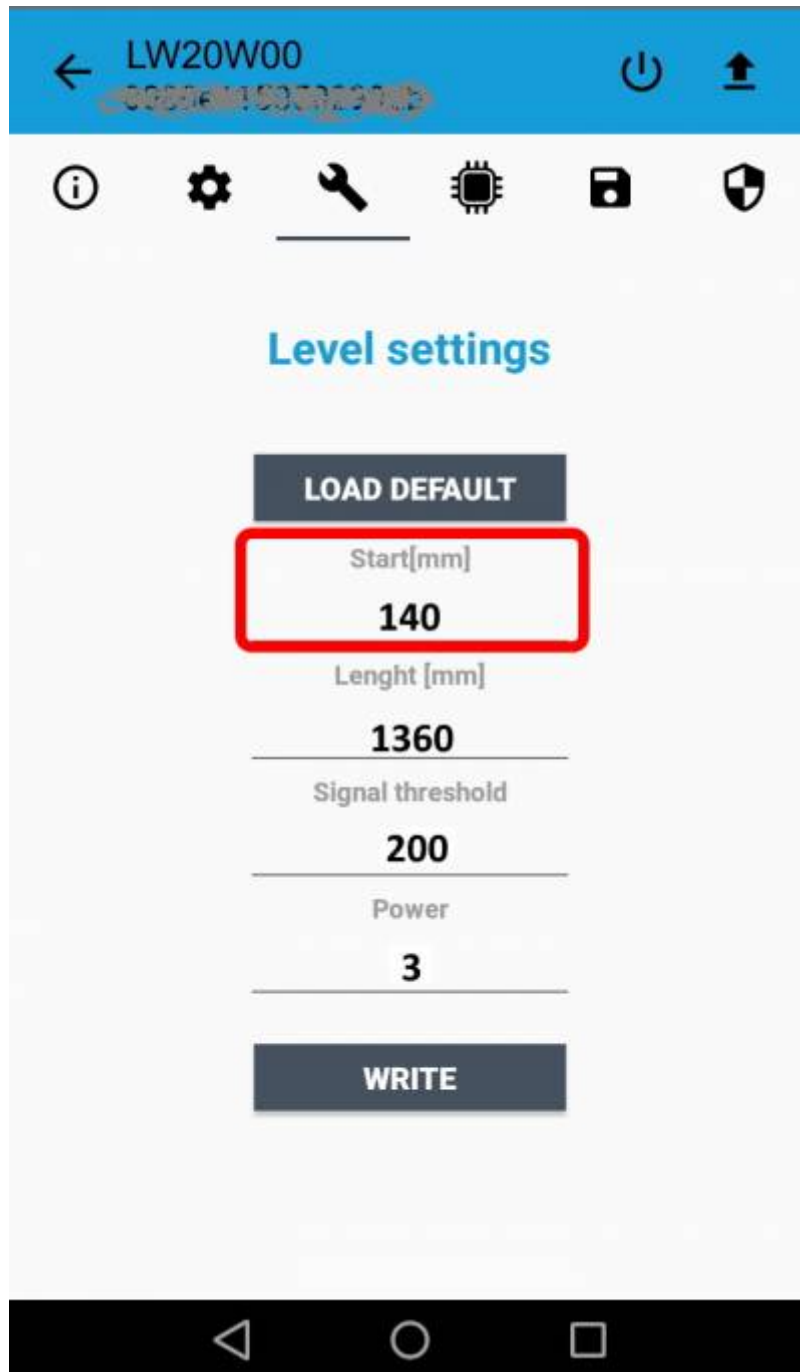 LW20W00
Level settings
LOAD DEFAULT
Start[mm]
140
Lenght [mm]
1360
Signal threshold
200
Power
3
WRITE